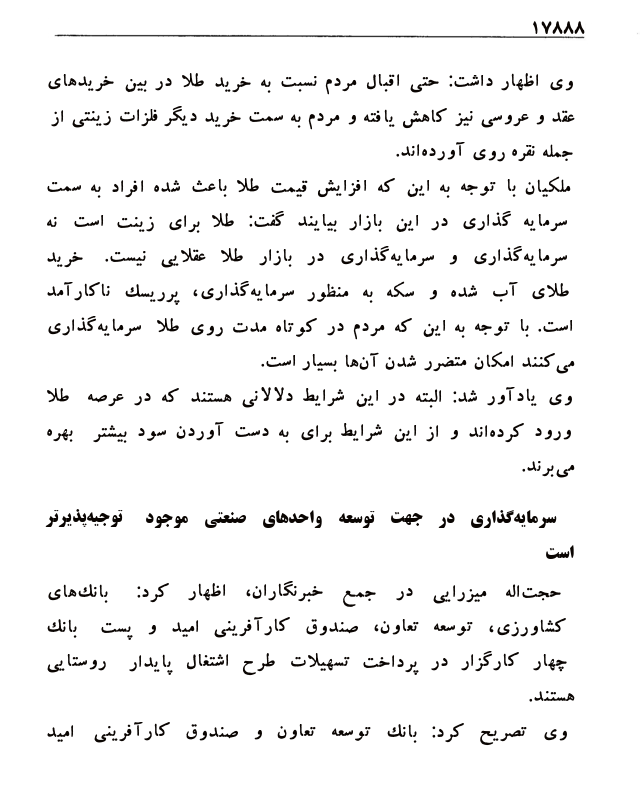 ۱۷۸۸۸
وی اظهار داشت: حتی اقبال مردم نسبت به خرید طلا در بین خریدهای
عقد و عروسی نیز کاهش یافته و مردم به سمت خرید دیگر فلزات زینتی از
جمله نقره روی آورده‌اند.
ملکیان با توجه به این که افزایش قیمت طلا باعث شده افراد به سمت
سرمایه گذاری در این بازار بیایند گفت: طلا برای زینت است نه
سرمایه‌گذاری و سرمایه‌گذاری در بازار طلا عقلایی نیست. خرید
طلای آب شده و سکه به منظور سرمایه‌گذاری، پرریسك ناکارآمد
است. با توجه به این که مردم در کوتاه مدت روی طلا سرمایه‌گذاری
می‌کنند امکان متضرر شدن آن‌ها بسیار است.
وی یادآور شد: البته در این شرایط دلالانی هستند که در عرصه طلا
ورود کرده‌اند و از این شرایط برای به دست آوردن سود بیشتر بهره
می‌برند.
سرمایه‌گذاری در جهت توسعه واحدهای صنعتی موجود توجیه‌پذیرتر
است
حجت‌اله میزرایی در جمع خبرنگاران، اظهار کرد: بانك‌های
کشاورزی، توسعه تعاون، صندوق کارآفرینی امید و پست بانك
چهار کارگزار در پرداخت تسهیلات طرح اشتغال پایدار روستایی
هستند.
وی تصریح کرد: بانك توسعه تعاون و صندوق کارآفرینی امید